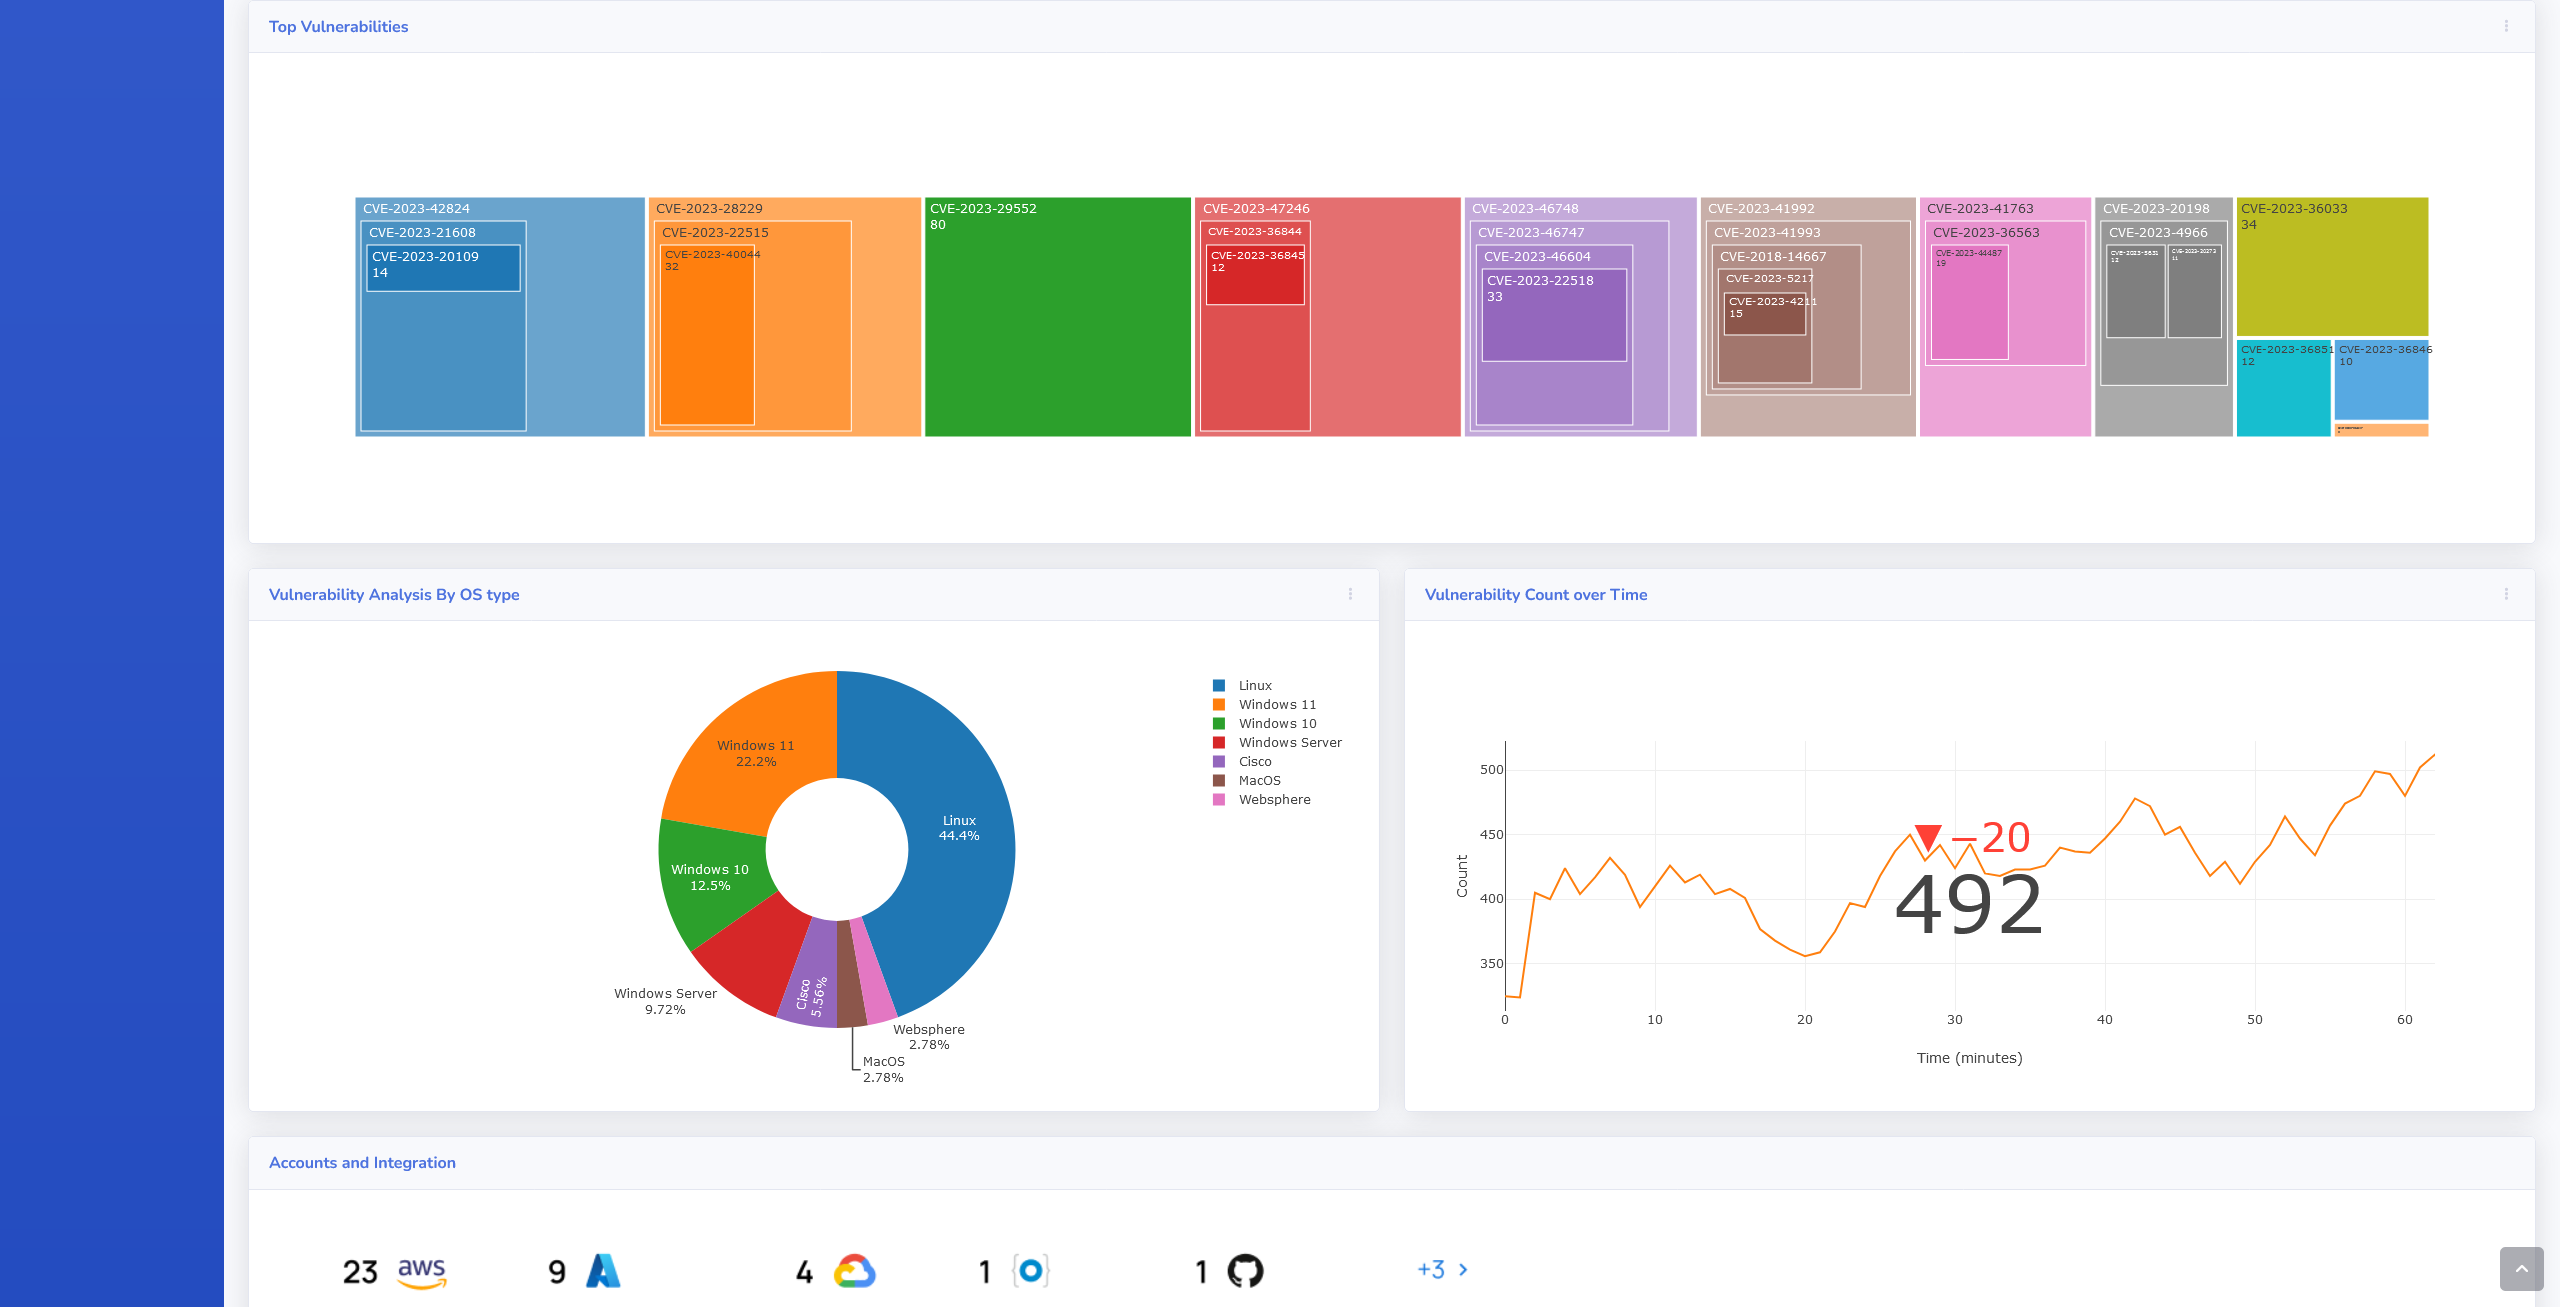 Top Vulnerabilities
CVE-2023-42824
CVE-2023-21608
CVE-2023-20109
14
CVE-2023-28229
CVE-2023-22515
CVE-2023-40044
32
CVE-2023-29552
80
CVE-2023-47246
CVE-2023-36844
CVE-2023-36845
12
CVE-2023-46748
CVE-2023-46747
CVE-2023-46604
CVE-2023-22518
33
CVE-2023-41992
CVE-2023-41993
CVE-2018-14667
CVE-2023-5217
CVE-2023-4211
15
CVE-2023-41763
CVE-2023-36563
CVE-2023-44487
19
CVE-2023-20198
CVE-2023-4966
CVE-2023-5631
12
CVE-2023-20273
11
CVE-2023-36033
34
CVE-2023-36851
12
CVE-2023-36846
10
Vulnerability Analysis By OS type
Linux
Windows 11
Windows 10
Windows Server
Cisco
MacOS
Websphere
Windows 11
22.2%
Linux
44.4%
Windows 10
12.5%
Windows Server
9.72%
Cisco
5.56%
Websphere
2.78%
MacOS
2.78%
Vulnerability Count over Time
500
450
400
350
Count
−20
492
0 10 20 30 40 50 60
Time (minutes)
Accounts and Integration
23 aws 9 4 1 1 +3